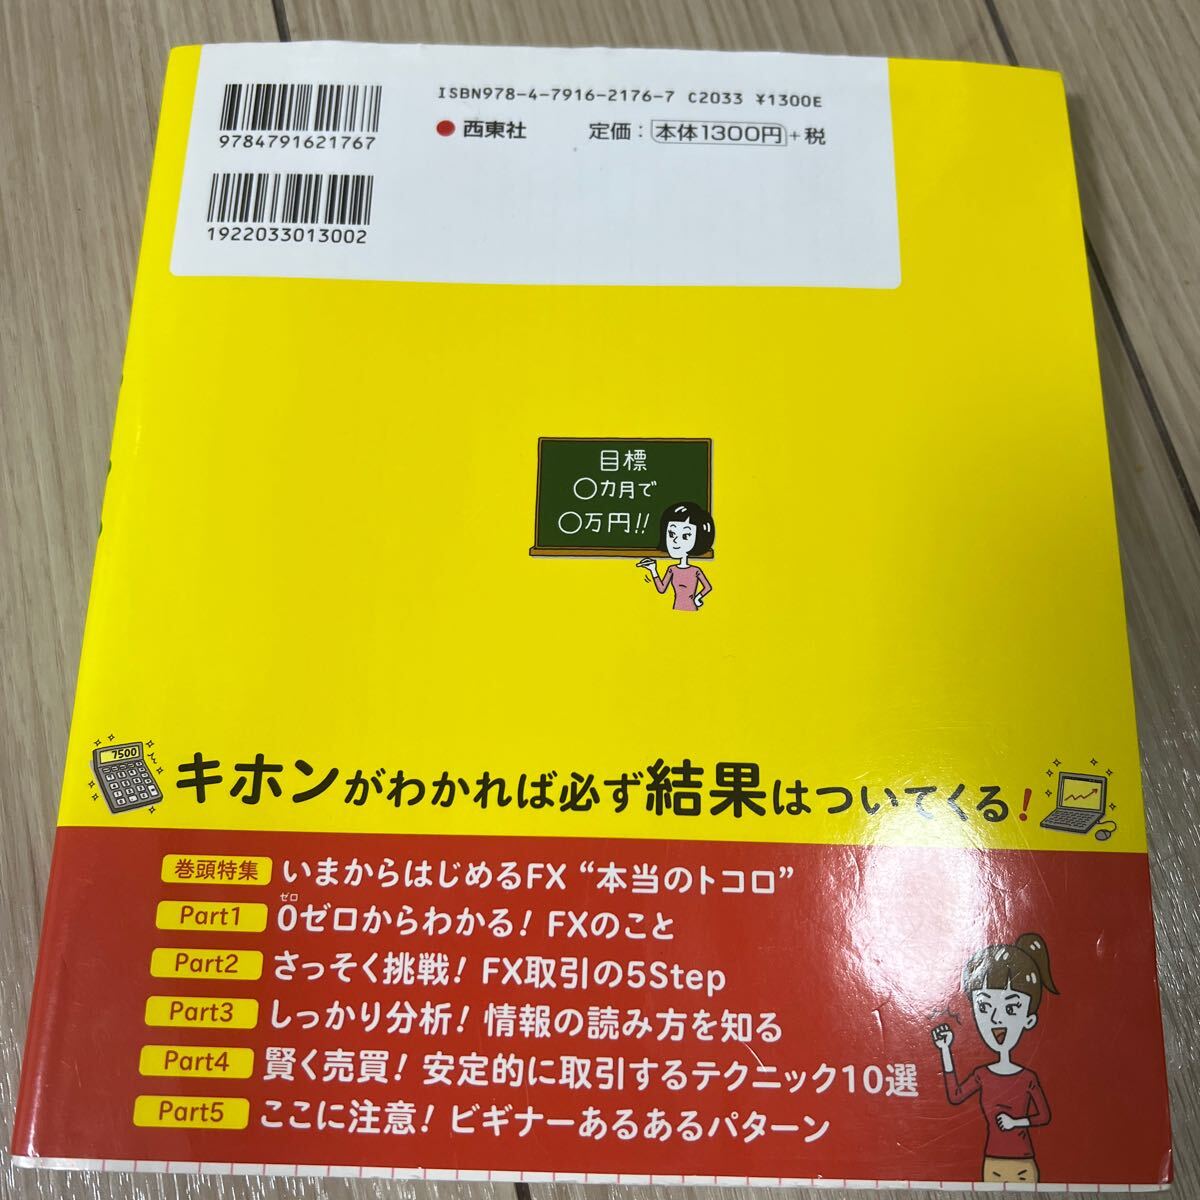 ISBN978-4-7916-2176-7 C2033 ¥1300E
9784791621767
西東社 定価：本体1300円+税
1922033013002
目標
○カ月で
○万円!!
7500
キホンがわかれば必ず結果はついてくる！
巻頭特集 いまからはじめるFX “本当のトコロ”
ゼロ
Part1 0ゼロからわかる！ FXのこと
Part2 さっそく挑戦！ FX取引の5Step
Part3 しっかり分析！ 情報の読み方を知る
Part4 賢く売買！ 安定的に取引するテクニック10選
Part5 ここに注意！ ビギナーあるあるパターン